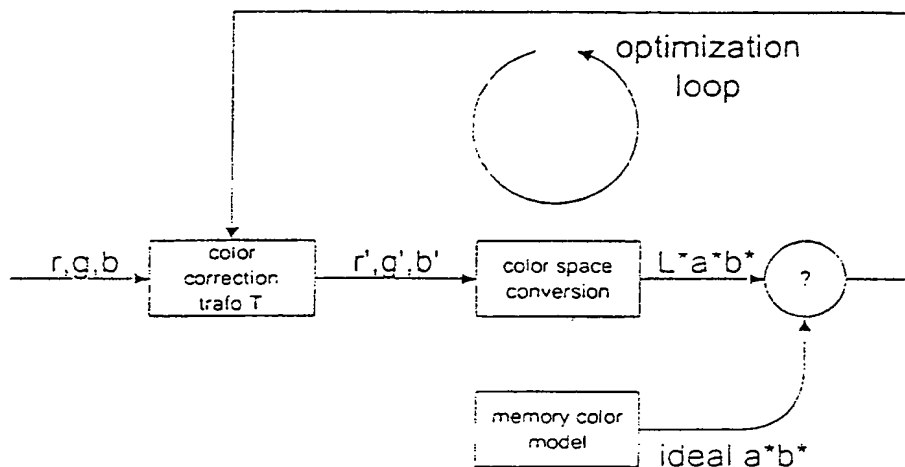 optimization
loop
r,g,b
color
correction
trafo T
r',g',b'
color space
conversion
L*a*b*
?
memory color
model
ideal a*b*